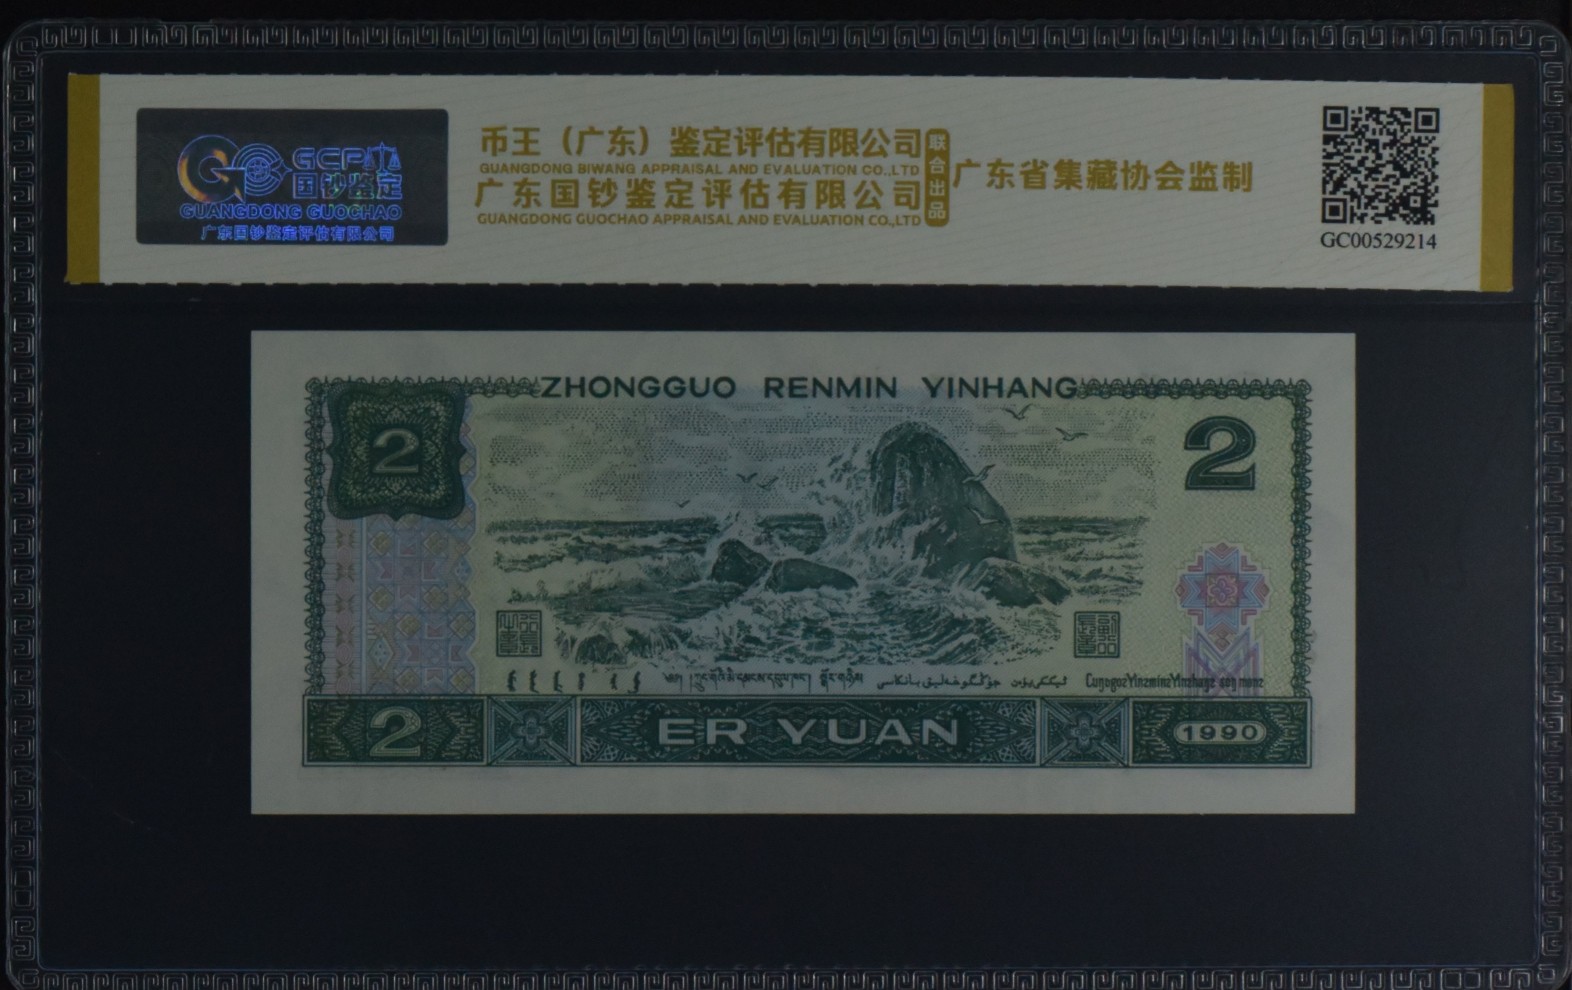 GCP
国钞鉴定
GUANGDONG GUOCHAO
广东国钞鉴定评估有限公司
币王（广东）鉴定评估有限公司
GUANGDONG BIWANG APPRAISAL AND EVALUATION CO.,LTD
广东国钞鉴定评估有限公司
GUANGDONG GUOCHAO APPRAISAL AND EVALUATION CO.,LTD
联合出品
广东省集藏协会监制
GC00529214
ZHONGGUO RENMIN YINHANG
2
2
Cuŋƅgoƨ Yinƨminƨ Yinƨhaŋƨ
2
ER YUAN
1990